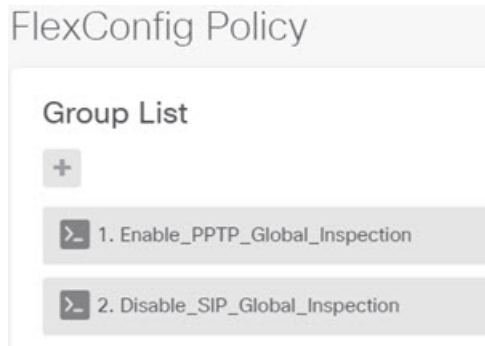 FlexConfig Policy
Group List
+
1. Enable_PPTP_Global_Inspection
2. Disable_SIP_Global_Inspection